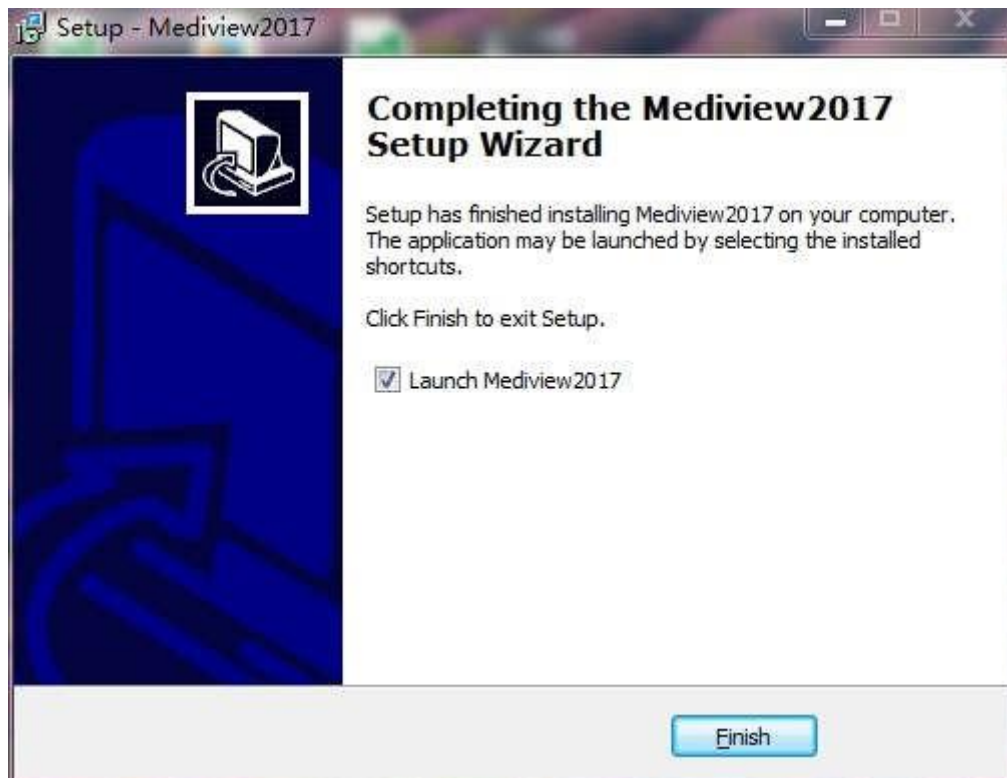 Setup - Mediview2017
Completing the Mediview2017
Setup Wizard
Setup has finished installing Mediview2017 on your computer.
The application may be launched by selecting the installed
shortcuts.
Click Finish to exit Setup.
Launch Mediview2017
Finish